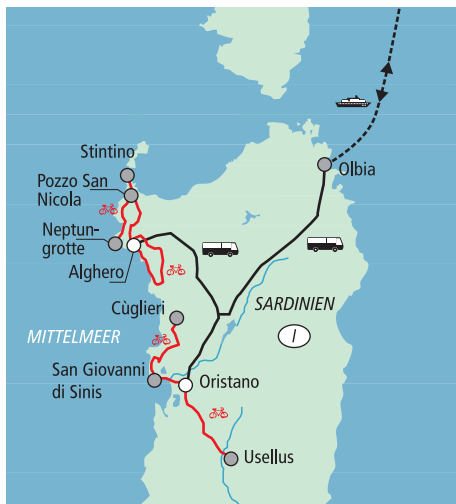 Stintino
Pozzo San
Nicola
Neptun-
grotte
Alghero
Olbia
Cùglieri
SARDINIEN
I
MITTELMEER
San Giovanni
di Sinis
Oristano
Usellus